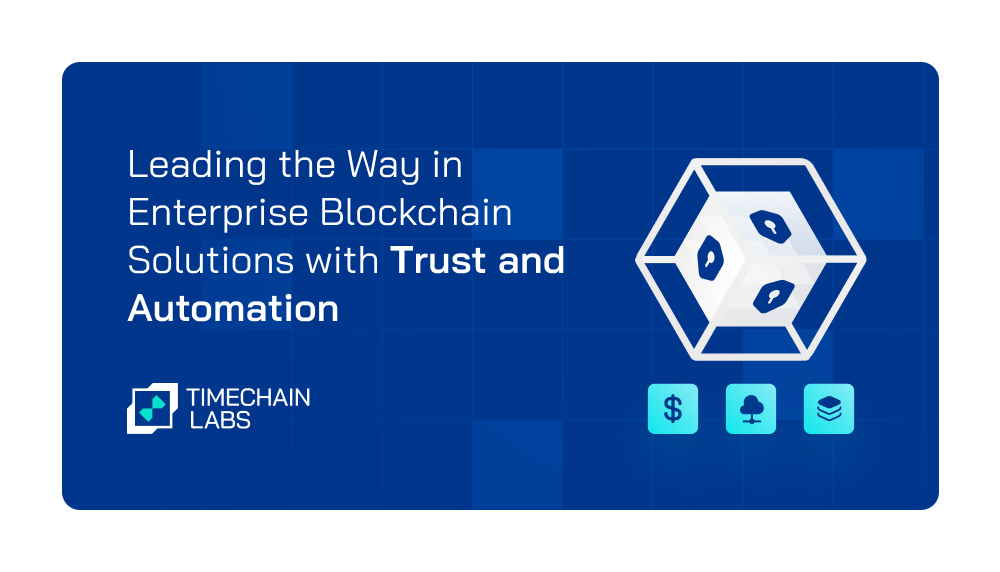 Leading the Way in
Enterprise Blockchain
Solutions with Trust and
Automation
TIMECHAIN
LABS
$